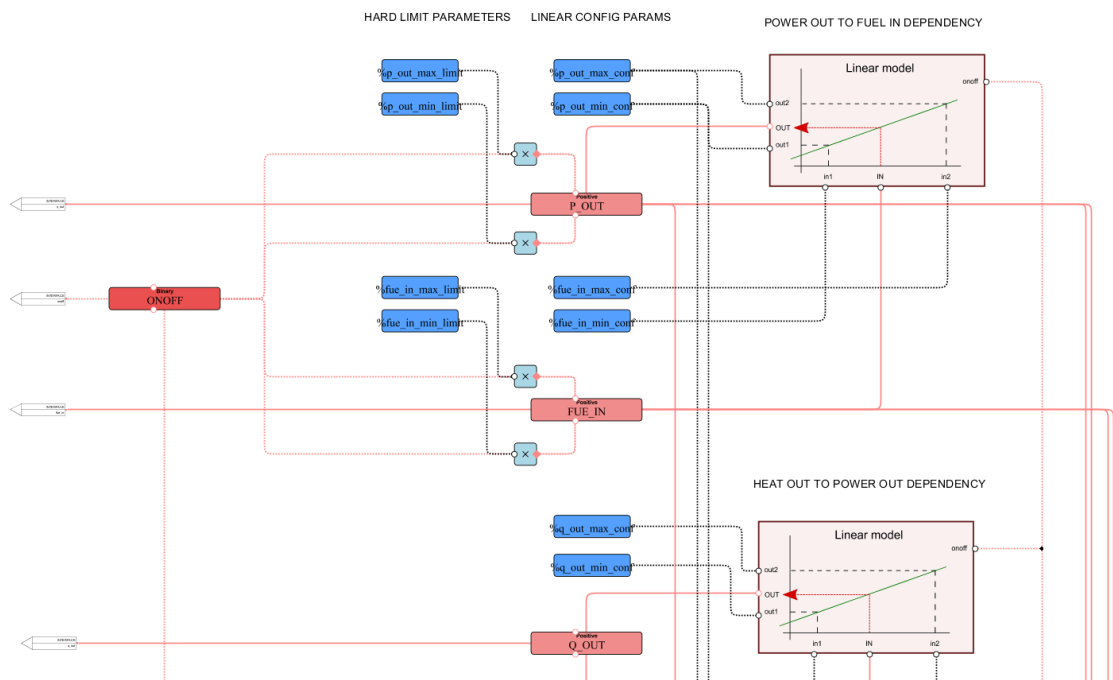 HARD LIMIT PARAMETERS
LINEAR CONFIG PARAMS
POWER OUT TO FUEL IN DEPENDENCY
%p_out_max_limit
%p_out_max_conf
%p_out_min_limit
%p_out_min_conf
Linear model
onoff
out2
OUT
out1
in1
IN
in2
×
Positive
P_OUT
×
Binary
ONOFF
%fue_in_max_limit
%fue_in_max_conf
%fue_in_min_limit
%fue_in_min_conf
×
Positive
FUE_IN
×
HEAT OUT TO POWER OUT DEPENDENCY
%q_out_max_conf
%q_out_min_conf
Linear model
onoff
out2
OUT
out1
in1
IN
in2
Positive
Q_OUT